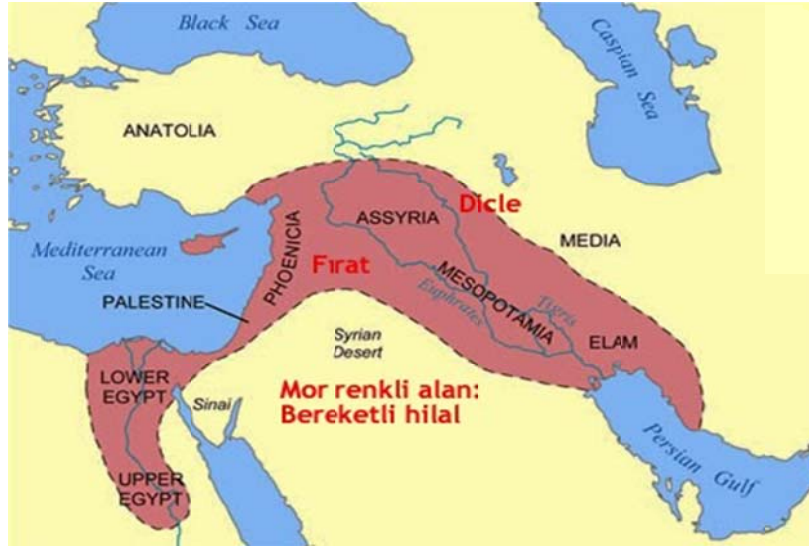 Black Sea
Caspian
Sea
ANATOLIA
Dicle
ASSYRIA
MEDIA
Mediterranean
Sea
PHOENICIA
Fırat
MESOPOTAMIA
PALESTINE
Euphrates
Tigris
ELAM
Syrian
Desert
LOWER
EGYPT
Sinai
Mor renkli alan:
Bereketli hilal
Persian Gulf
UPPER
EGYPT